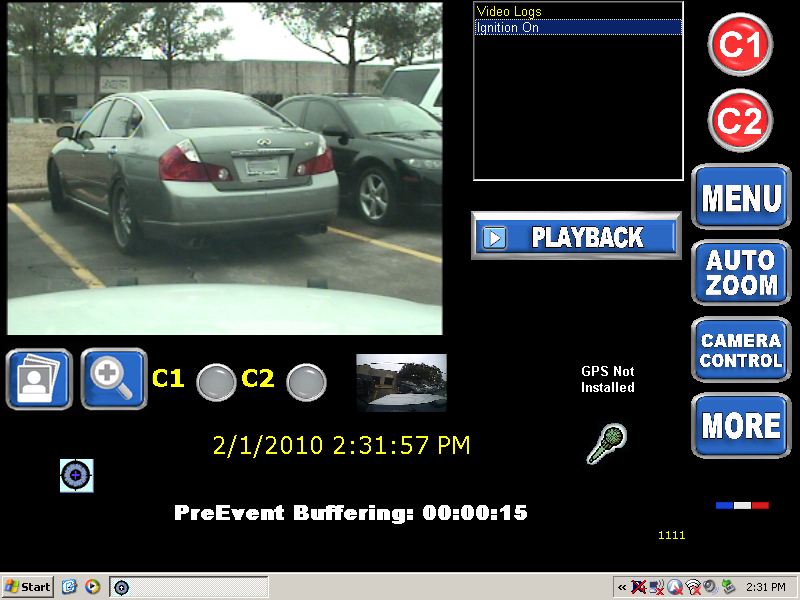 Video Logs
Ignition On
C1
C2
MENU
PLAYBACK
AUTO
ZOOM
CAMERA
CONTROL
GPS Not
Installed
C1
C2
MORE
2/1/2010 2:31:57 PM
PreEvent Buffering: 00:00:15
1111
Start
«
2:31 PM